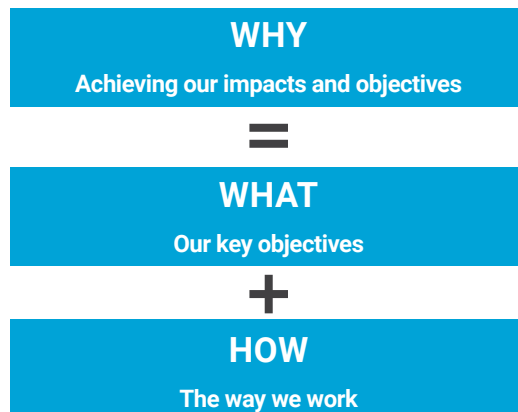 WHY
Achieving our impacts and objectives
=
WHAT
Our key objectives
+
HOW
The way we work